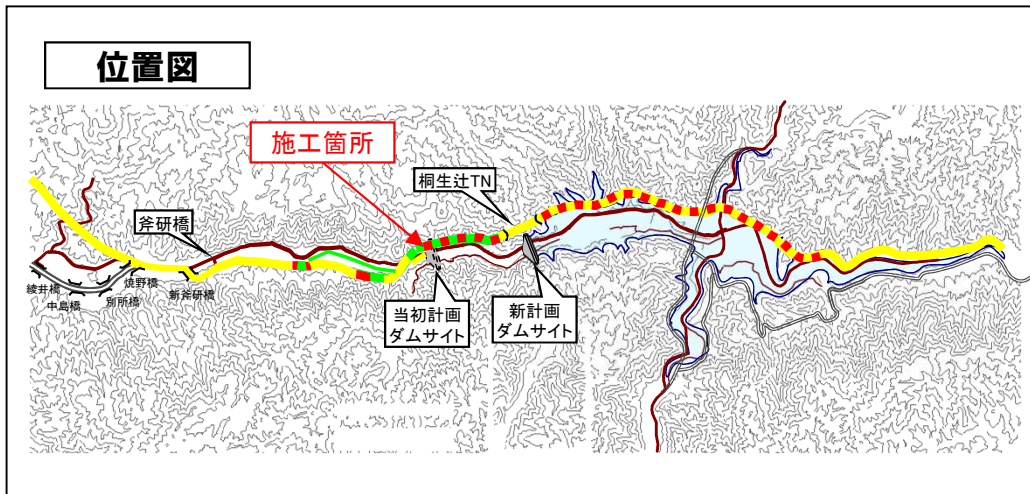 位置図
施工箇所
桐生辻TN
斧研橋
綾井橋
中島橋
別所橋
焼野橋
新斧研橋
当初計画
ダムサイト
新計画
ダムサイト